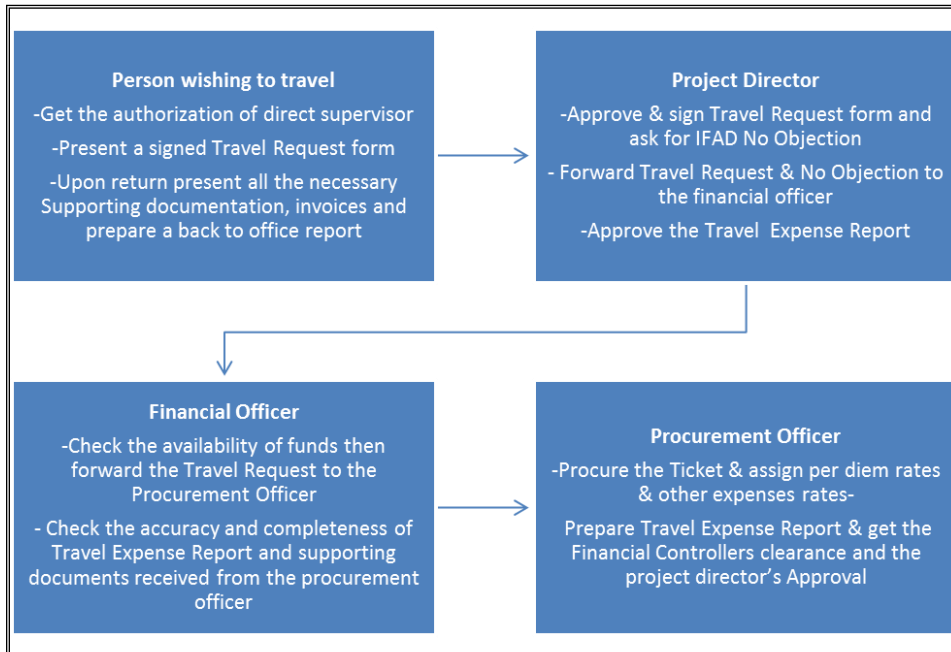 Person wishing to travel
-Get the authorization of direct supervisor
-Present a signed Travel Request form
-Upon return present all the necessary
Supporting documentation, invoices and
prepare a back to office report
Project Director
-Approve & sign Travel Request form and
ask for IFAD No Objection
- Forward Travel Request & No Objection to
the financial officer
-Approve the Travel Expense Report
Financial Officer
-Check the availability of funds then
forward the Travel Request to the
Procurement Officer
- Check the accuracy and completeness of
Travel Expense Report and supporting
documents received from the procurement
officer
Procurement Officer
-Procure the Ticket & assign per diem rates
& other expenses rates-
Prepare Travel Expense Report & get the
Financial Controllers clearance and the
project director’s Approval